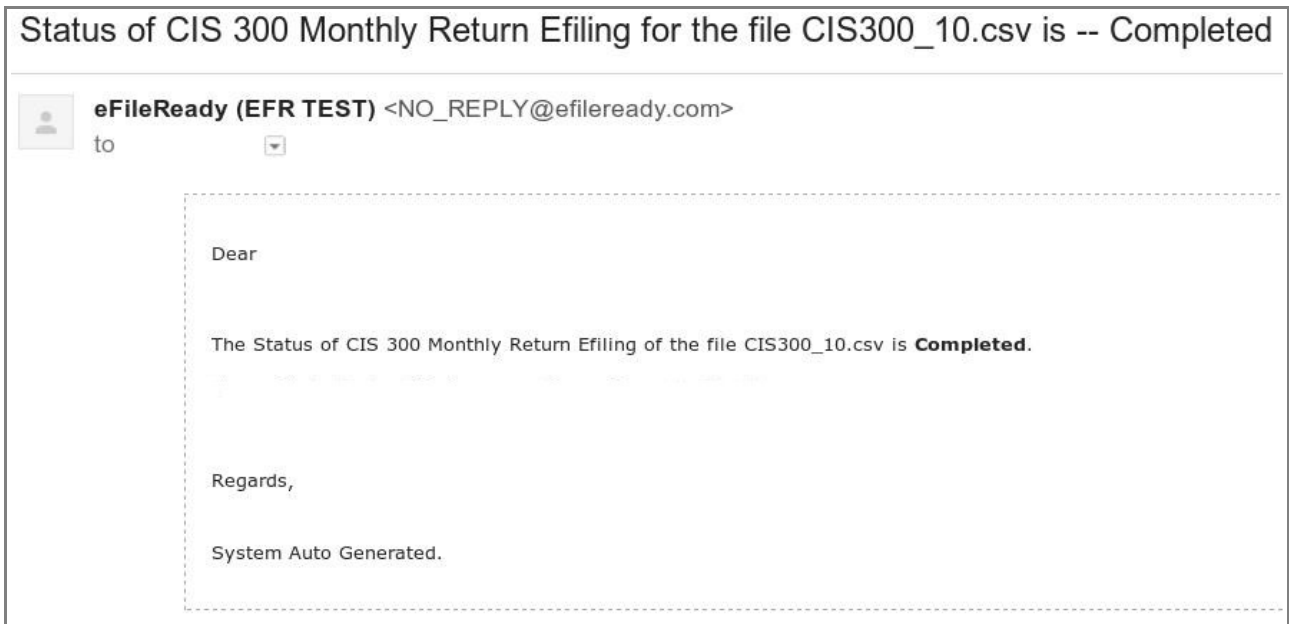 Status of CIS 300 Monthly Return Efiling for the file CIS300_10.csv is -- Completed
eFileReady (EFR TEST) <NO_REPLY@efileready.com>
to
Dear
The Status of CIS 300 Monthly Return Efiling of the file CIS300_10.csv is Completed.
Regards,
System Auto Generated.